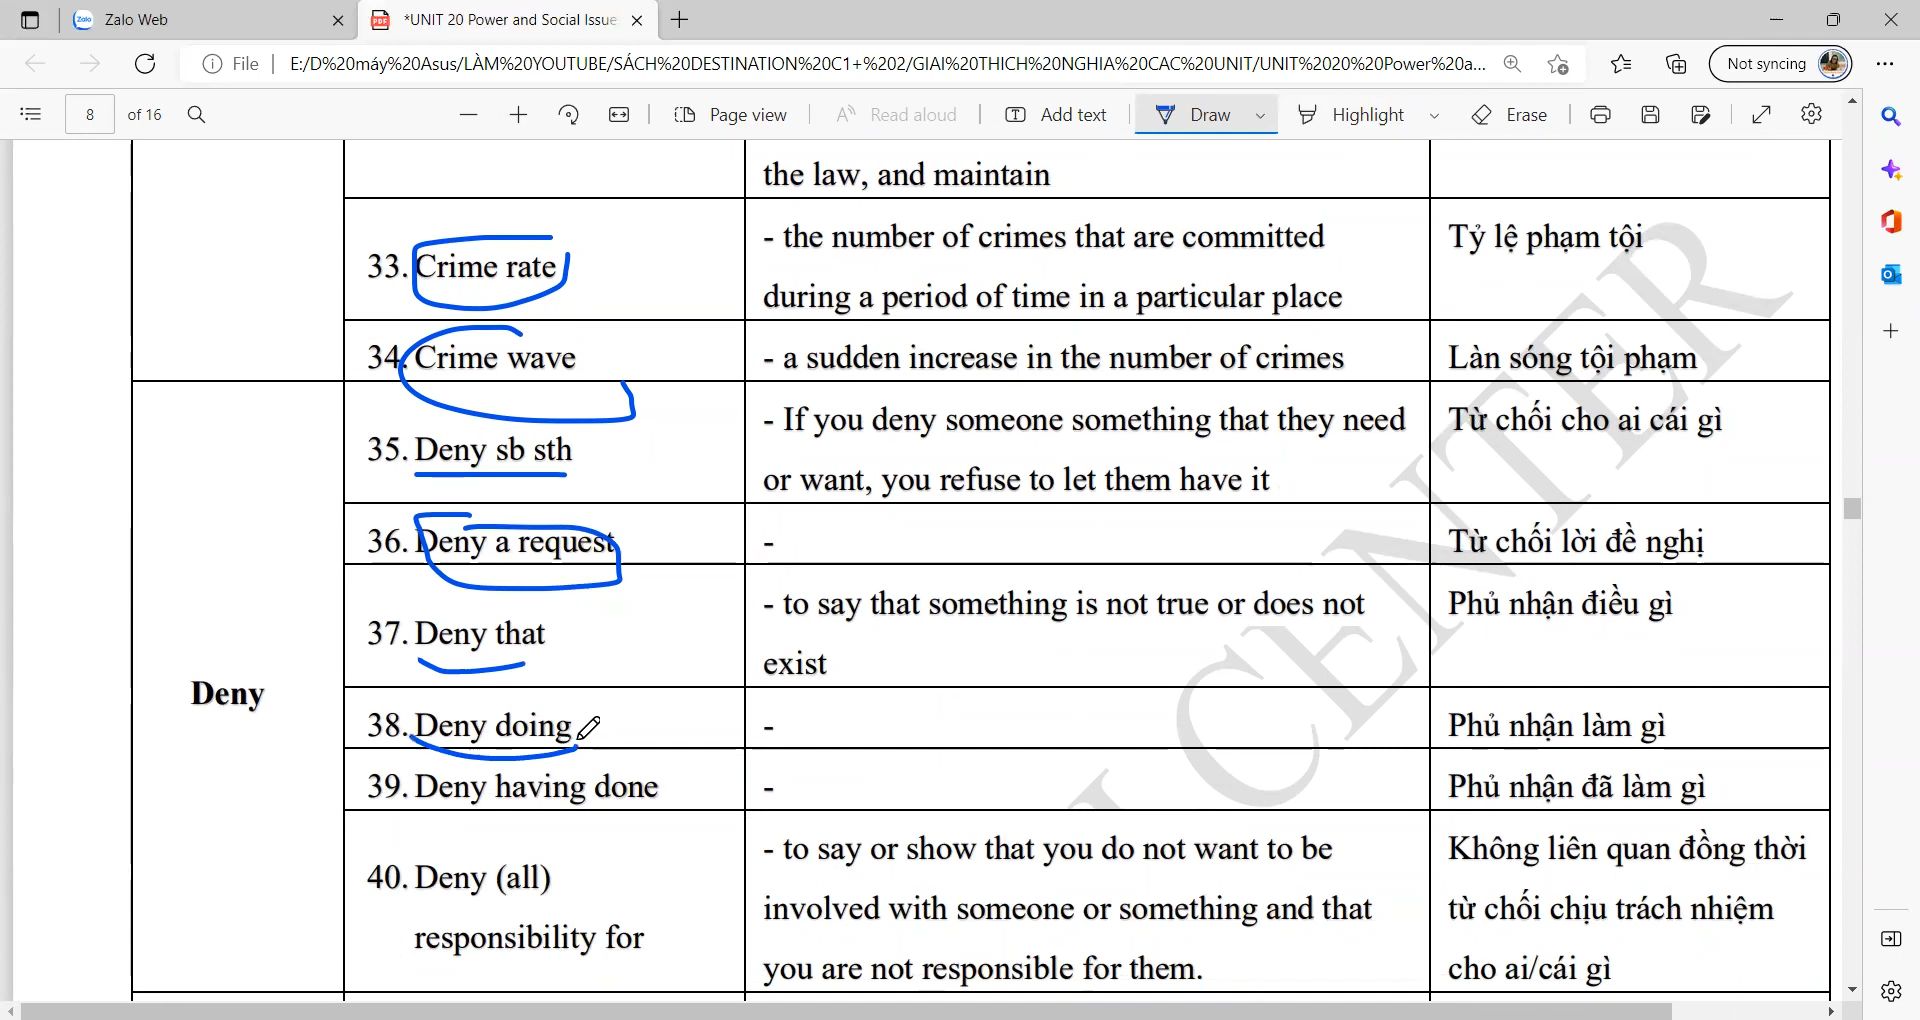 Zalo Web
*UNIT 20 Power and Social Issue
File
E:/D%20máy%20Asus/LÀM%20YOUTUBE/SÁCH%20DESTINATION%20C1+%202/GIAI%20THICH%20NGHIA%20CAC%20UNIT/UNIT%2020%20Power%20a...
Not syncing
8 of 16
Page view
Read aloud
Add text
Draw
Highlight
Erase
the law, and maintain
33. Crime rate
- the number of crimes that are committed
during a period of time in a particular place
Tỷ lệ phạm tội
34. Crime wave
- a sudden increase in the number of crimes
Làn sóng tội phạm
Deny
35. Deny sb sth
- If you deny someone something that they need
or want, you refuse to let them have it
Từ chối cho ai cái gì
36. Deny a request
-
Từ chối lời đề nghị
37. Deny that
- to say that something is not true or does not
exist
Phủ nhận điều gì
38. Deny doing
-
Phủ nhận làm gì
39. Deny having done
-
Phủ nhận đã làm gì
40. Deny (all)
responsibility for
- to say or show that you do not want to be
involved with someone or something and that
you are not responsible for them.
Không liên quan đồng thời
từ chối chịu trách nhiệm
cho ai/cái gì
CENTER